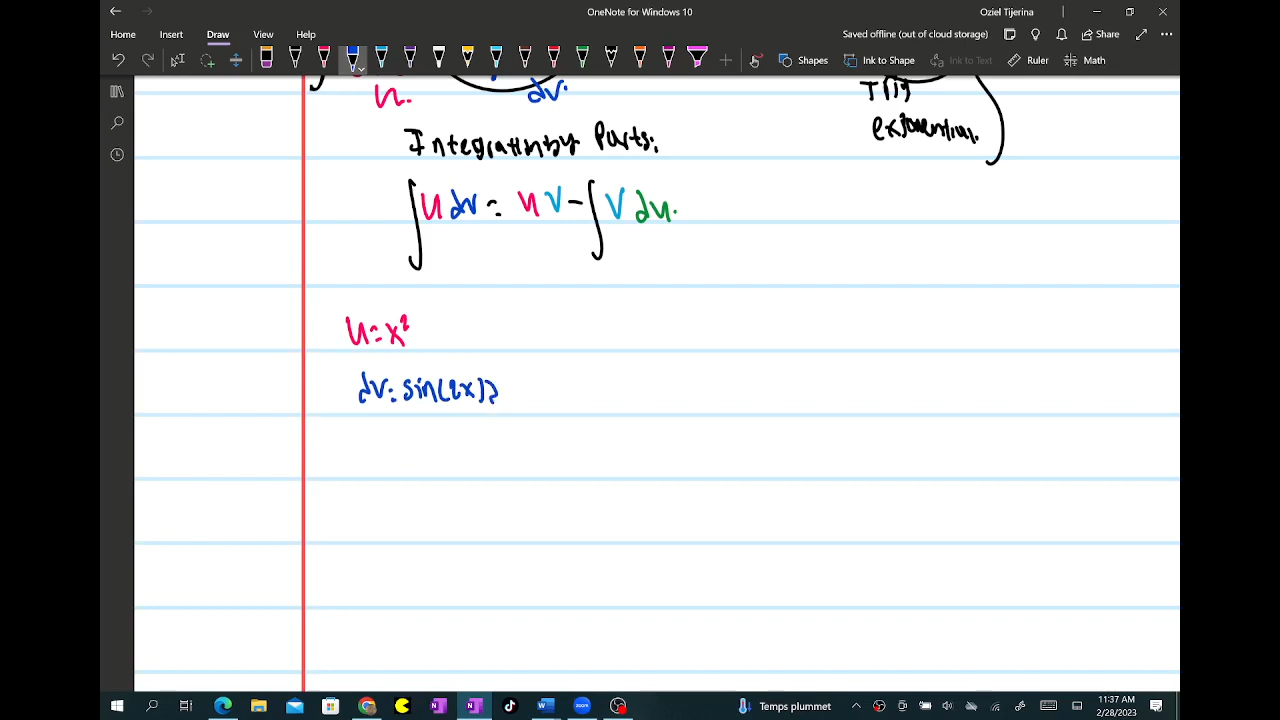 OneNote for Windows 10
Oziel Tijerina
Home Insert Draw View Help
Saved offline (out of cloud storage)
Share
Shapes
Ink to Shape
Ink to Text
Ruler
Math
u.
dv.
Trig
exponential.
Integration by Parts:
∫ u dv = u v - ∫ v du.
u = x²
dv = sin(2x)
Temps plummet
11:37 AM
2/28/2023